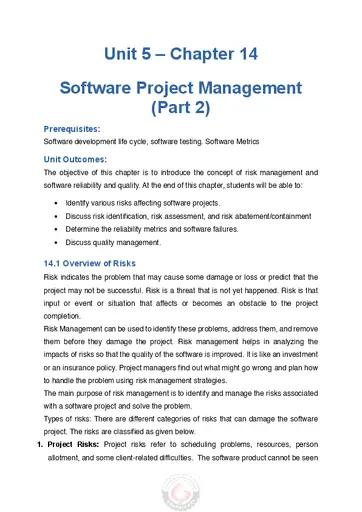 Unit 5 – Chapter 14
Software Project Management
(Part 2)
Prerequisites:
Software development life cycle, software testing. Software Metrics
Unit Outcomes:
The objective of this chapter is to introduce the concept of risk management and
software reliability and quality. At the end of this chapter, students will be able to:
• Identify various risks affecting software projects.
• Discuss risk identification, risk assessment, and risk abatement/containment
• Determine the reliability metrics and software failures.
• Discuss quality management.
14.1 Overview of Risks
Risk indicates the problem that may cause some damage or loss or predict that the
project may not be successful. Risk is a threat that is not yet happened. Risk is that
input or event or situation that affects or becomes an obstacle to the project
completion.
Risk Management can be used to identify these problems, address them, and remove
them before they damage the project. Risk management helps in analyzing the
impacts of risks so that the quality of the software is improved. It is like an investment
or an insurance policy. Project managers find out what might go wrong and plan how
to handle the problem using risk management strategies.
The main purpose of risk management is to identify and manage the risks associated
with a software project and solve the problem.
Types of risks: There are different categories of risks that can damage the software
project. The risks are classified as given below.
1. Project Risks: Project risks refer to scheduling problems, resources, person
allotment, and some client-related difficulties. The software product cannot be seen